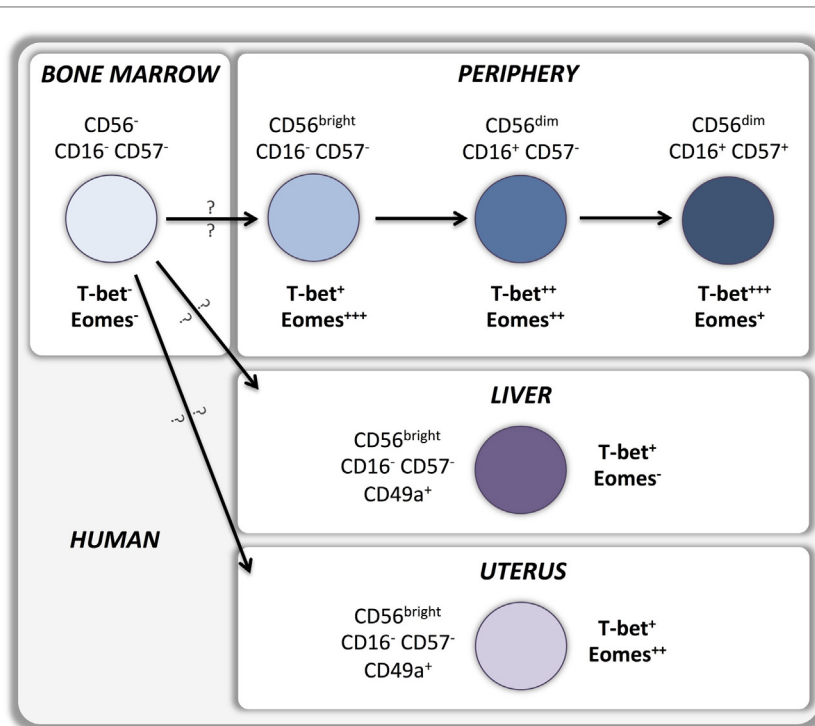 BONE MARROW
CD56⁻
CD16⁻ CD57⁻
T-bet⁻
Eomes⁻
?
?
PERIPHERY
CD56ᵇʳⁱᵍʰᵗ
CD16⁻ CD57⁻
T-bet⁺
Eomes⁺⁺⁺
CD56ᵈⁱᵐ
CD16⁺ CD57⁻
T-bet⁺⁺
Eomes⁺⁺
CD56ᵈⁱᵐ
CD16⁺ CD57⁺
T-bet⁺⁺⁺
Eomes⁺
?
?
LIVER
CD56ᵇʳⁱᵍʰᵗ
CD16⁻ CD57⁻
CD49a⁺
T-bet⁺
Eomes⁻
?
?
HUMAN
UTERUS
CD56ᵇʳⁱᵍʰᵗ
CD16⁻ CD57⁻
CD49a⁺
T-bet⁺
Eomes⁺⁺